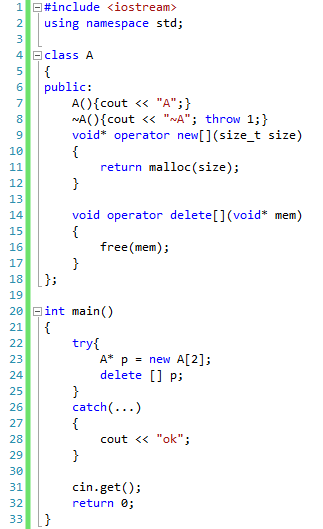 1 #include <iostream>
2 using namespace std;
3
4 class A
5 {
6 public:
7     A(){cout << "A";}
8     ~A(){cout << "~A"; throw 1;}
9     void* operator new[](size_t size)
10     {
11         return malloc(size);
12     }
13
14     void operator delete[](void* mem)
15     {
16         free(mem);
17     }
18 };
19
20 int main()
21 {
22     try{
23         A* p = new A[2];
24         delete [] p;
25     }
26     catch(...)
27     {
28         cout << "ok";
29     }
30
31     cin.get();
32     return 0;
33 }